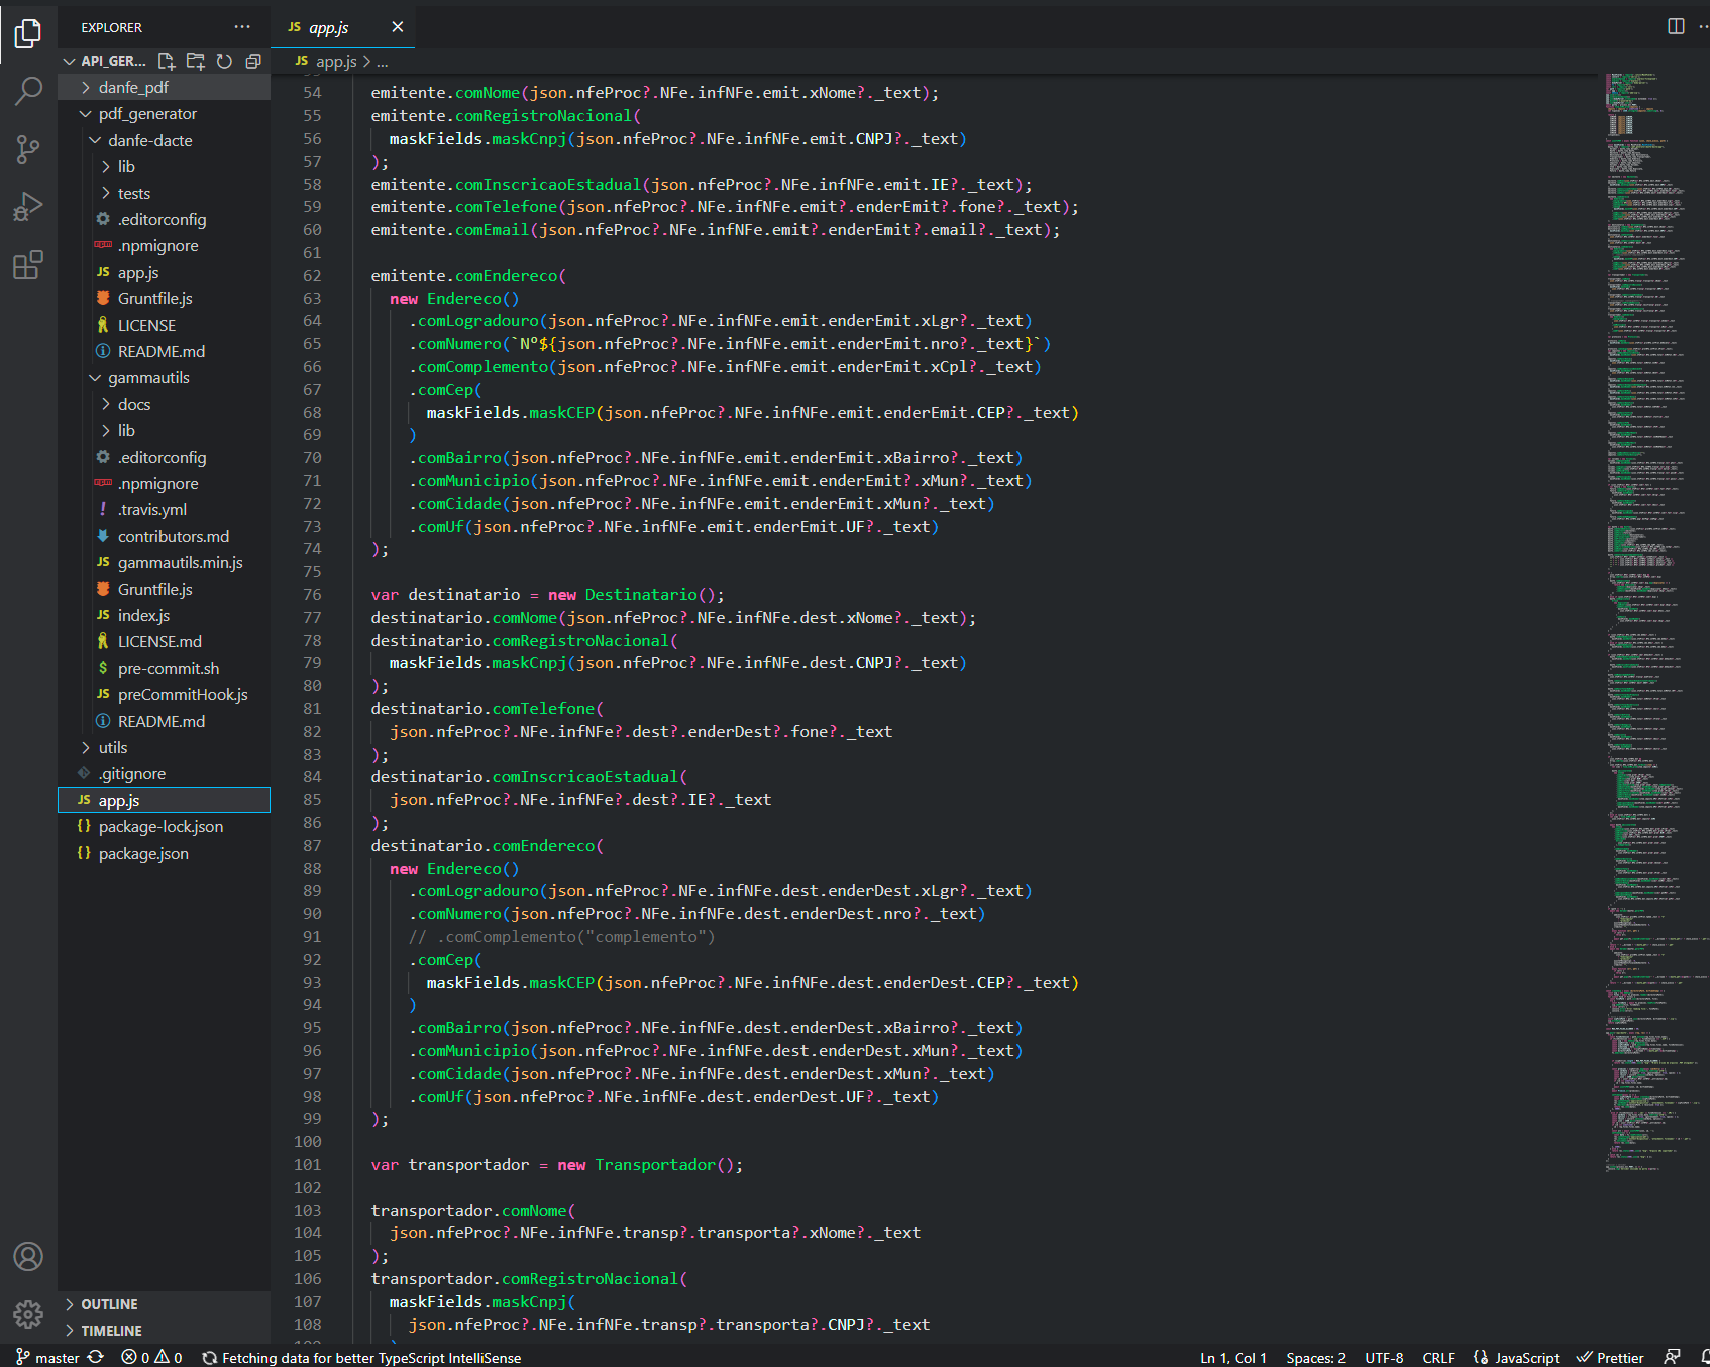 EXPLORER
API_GER...
danfe_pdf
pdf_generator
danfe-dacte
lib
tests
.editorconfig
.npmignore
JS app.js
Gruntfile.js
LICENSE
README.md
gammautils
docs
lib
.editorconfig
.npmignore
! .travis.yml
contributors.md
JS gammautils.min.js
Gruntfile.js
JS index.js
LICENSE.md
$ pre-commit.sh
JS preCommitHook.js
README.md
utils
.gitignore
JS app.js
{} package-lock.json
{} package.json
OUTLINE
TIMELINE
JS app.js
JS app.js > ...
54 emitente.comNome(json.nfeProc?.NFe.infNFe.emit.xNome?._text);
55 emitente.comRegistroNacional(
56 maskFields.maskCnpj(json.nfeProc?.NFe.infNFe.emit.CNPJ?._text)
57 );
58 emitente.comInscricaoEstadual(json.nfeProc?.NFe.infNFe.emit.IE?._text);
59 emitente.comTelefone(json.nfeProc?.NFe.infNFe.emit?.enderEmit?.fone?._text);
60 emitente.comEmail(json.nfeProc?.NFe.infNFe.emit?.enderEmit?.email?._text);
61
62 emitente.comEndereco(
63 new Endereco()
64 .comLogradouro(json.nfeProc?.NFe.infNFe.emit.enderEmit.xLgr?._text)
65 .comNumero(`Nº${json.nfeProc?.NFe.infNFe.emit.enderEmit.nro?._text}`)
66 .comComplemento(json.nfeProc?.NFe.infNFe.emit.enderEmit.xCpl?._text)
67 .comCep(
68 maskFields.maskCEP(json.nfeProc?.NFe.infNFe.emit.enderEmit.CEP?._text)
69 )
70 .comBairro(json.nfeProc?.NFe.infNFe.emit.enderEmit.xBairro?._text)
71 .comMunicipio(json.nfeProc?.NFe.infNFe.emit.enderEmit?.xMun?._text)
72 .comCidade(json.nfeProc?.NFe.infNFe.emit.enderEmit.xMun?._text)
73 .comUf(json.nfeProc?.NFe.infNFe.emit.enderEmit.UF?._text)
74 );
75
76 var destinatario = new Destinatario();
77 destinatario.comNome(json.nfeProc?.NFe.infNFe.dest.xNome?._text);
78 destinatario.comRegistroNacional(
79 maskFields.maskCnpj(json.nfeProc?.NFe.infNFe.dest.CNPJ?._text)
80 );
81 destinatario.comTelefone(
82 json.nfeProc?.NFe.infNFe?.dest?.enderDest?.fone?._text
83 );
84 destinatario.comInscricaoEstadual(
85 json.nfeProc?.NFe.infNFe?.dest?.IE?._text
86 );
87 destinatario.comEndereco(
88 new Endereco()
89 .comLogradouro(json.nfeProc?.NFe.infNFe.dest.enderDest.xLgr?._text)
90 .comNumero(json.nfeProc?.NFe.infNFe.dest.enderDest.nro?._text)
91 // .comComplemento("complemento")
92 .comCep(
93 maskFields.maskCEP(json.nfeProc?.NFe.infNFe.dest.enderDest.CEP?._text)
94 )
95 .comBairro(json.nfeProc?.NFe.infNFe.dest.enderDest.xBairro?._text)
96 .comMunicipio(json.nfeProc?.NFe.infNFe.dest.enderDest.xMun?._text)
97 .comCidade(json.nfeProc?.NFe.infNFe.dest.enderDest.xMun?._text)
98 .comUf(json.nfeProc?.NFe.infNFe.dest.enderDest.UF?._text)
99 );
100
101 var transportador = new Transportador();
102
103 transportador.comNome(
104 json.nfeProc?.NFe.infNFe.transp?.transporta?.xNome?._text
105 );
106 transportador.comRegistroNacional(
107 maskFields.maskCnpj(
108 json.nfeProc?.NFe.infNFe.transp?.transporta?.CNPJ?._text
master 0 0 Fetching data for better TypeScript IntelliSense Ln 1, Col 1 Spaces: 2 UTF-8 CRLF {} JavaScript Prettier